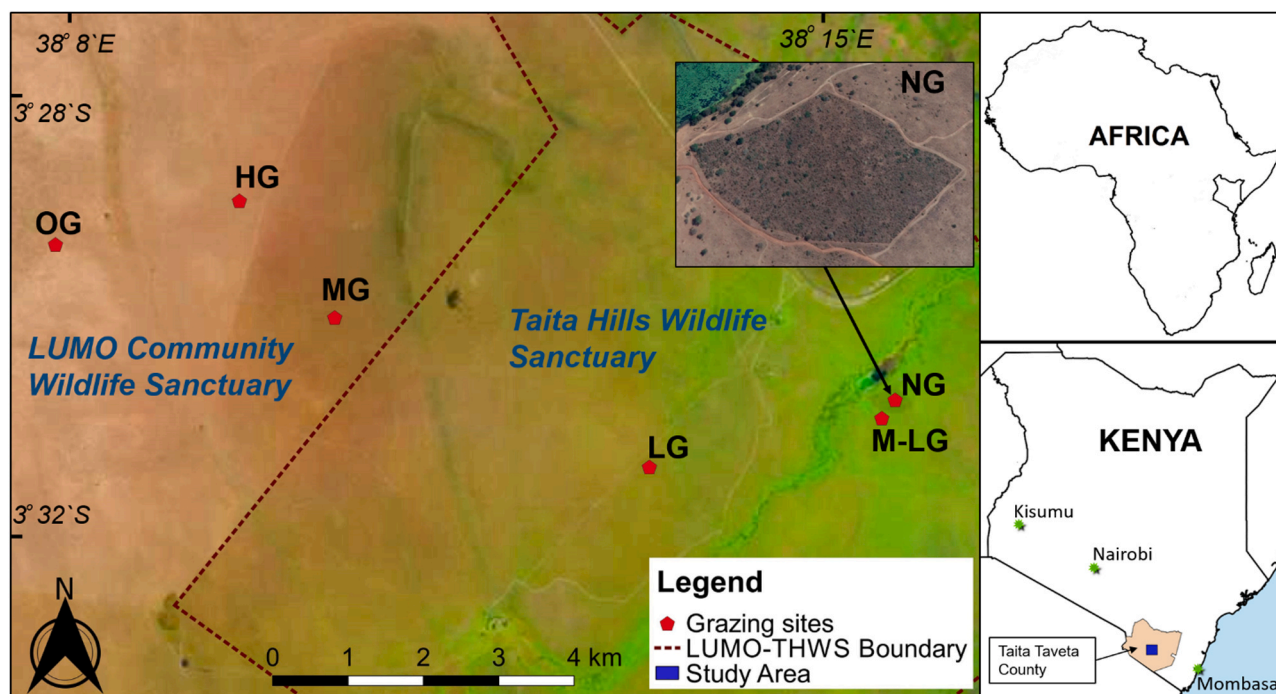 38° 8`E
38° 15`E
3° 28`S
NG
HG
OG
MG
LUMO Community
Wildlife Sanctuary
Taita Hills Wildlife
Sanctuary
NG
M-LG
LG
3° 32`S
N
0 1 2 3 4 km
Legend
Grazing sites
LUMO-THWS Boundary
Study Area
AFRICA
KENYA
Kisumu
Nairobi
Taita Taveta
County
Mombasa